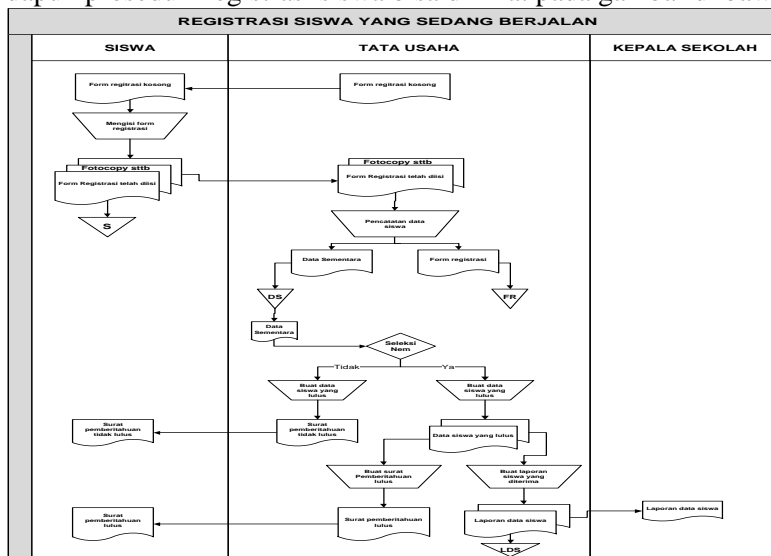 REGISTRASI SISWA YANG SEDANG BERJALAN
SISWA
TATA USAHA
KEPALA SEKOLAH
Form regitrasi kosong
Form regitrasi kosong
Mengisi form
registrasi
Fotocopy sttb
Form Registrasi telah diisi
Fotocopy sttb
Form Registrasi telah diisi
S
Pencatatan data
siswa
Data Sementara
Form registrasi
DS
FR
Data
Sementara
Seleksi
Nem
Tidak
Ya
Buat data
siswa yang
lulus
Buat data
siswa yang
lulus
Surat
pemberitahuan
tidak lulus
Surat
pemberitahuan
tidak lulus
Data siswa yang lulus
Buat surat
Pemberitahuan
lulus
Buat laporan
siswa yang
diterima
Surat
pemberitahuan
lulus
Surat pemberitahuan
lulus
Laporan data siswa
Laporan data siswa
LDS